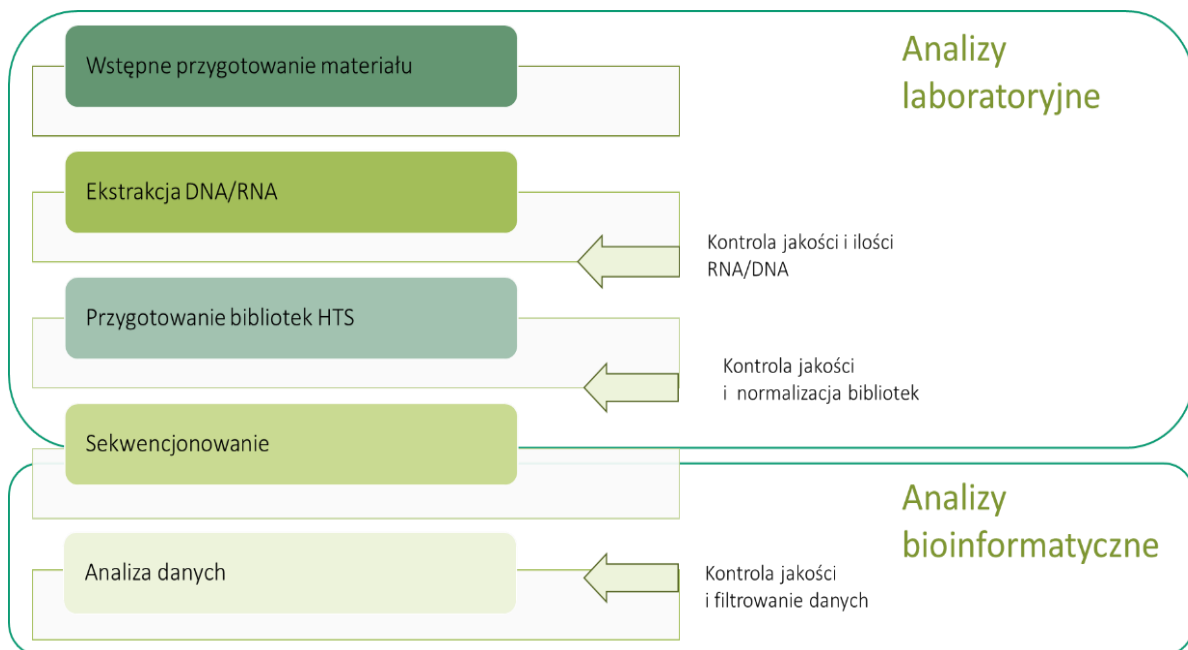 Wstępne przygotowanie materiału
Analizy
laboratoryjne
Ekstrakcja DNA/RNA
Kontrola jakości i ilości
RNA/DNA
Przygotowanie bibliotek HTS
Kontrola jakości
i normalizacja bibliotek
Sekwencjonowanie
Analizy
bioinformatyczne
Analiza danych
Kontrola jakości
i filtrowanie danych